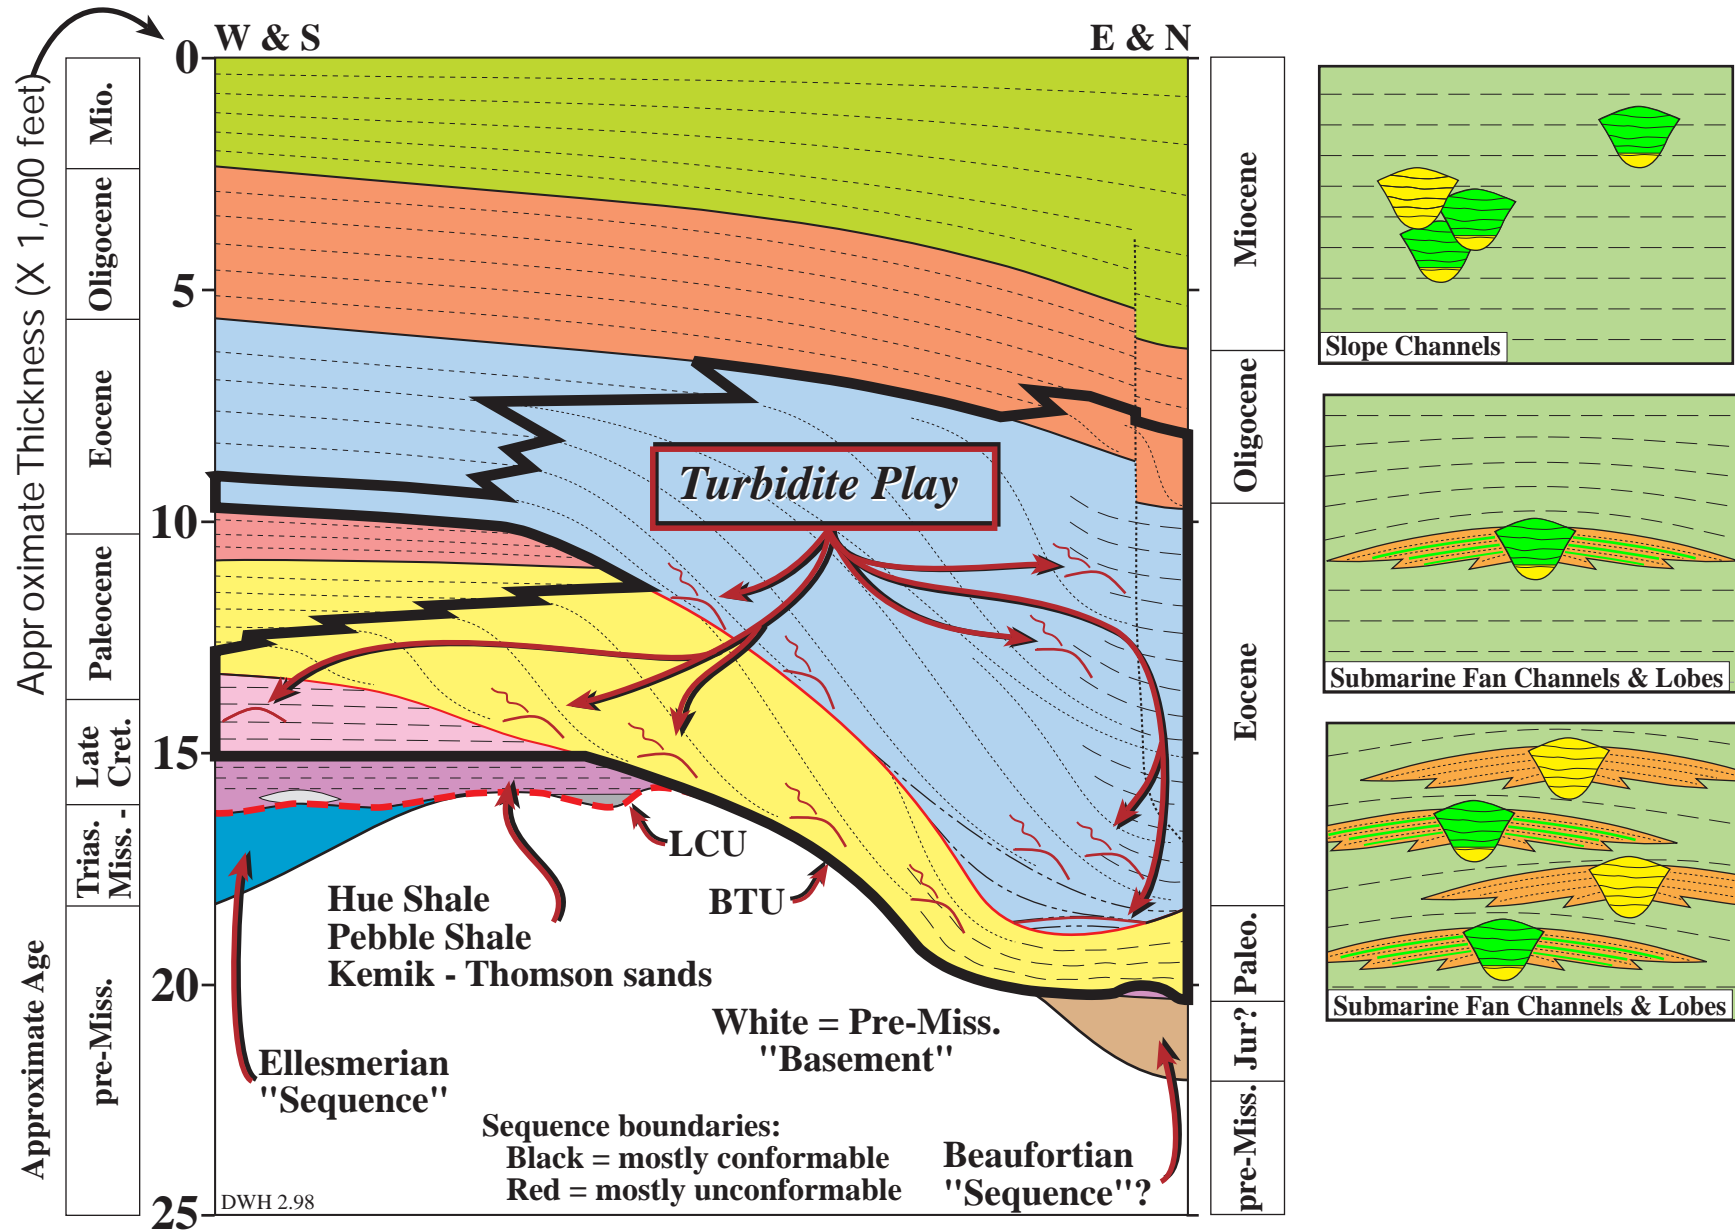 W & S
E & N
Approximate Thickness (X 1,000 feet)
0
5
10
15
20
25
Mio.
Oligocene
Eocene
Paleocene
Late
Cret.
Trias.
Miss. -
pre-Miss.
Approximate Age
Turbidite Play
LCU
BTU
Hue Shale
Pebble Shale
Kemik - Thomson sands
Ellesmerian
"Sequence"
White = Pre-Miss.
"Basement"
Sequence boundaries:
Black = mostly conformable
Red = mostly unconformable
Beaufortian
"Sequence"?
DWH 2.98
Miocene
Oligocene
Eocene
Paleo.
Jur?
pre-Miss.
Slope Channels
Submarine Fan Channels & Lobes
Submarine Fan Channels & Lobes